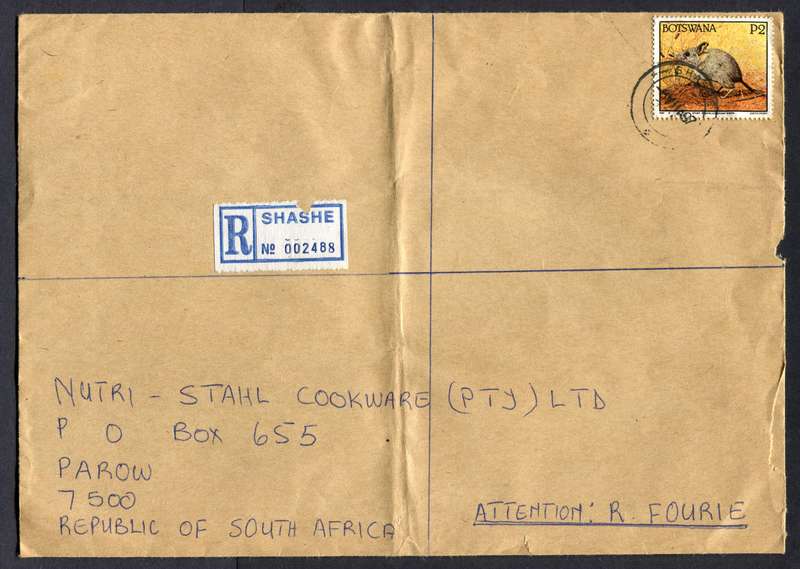 BOTSWANA P2
R SHASHE
Nº 002468
NUTRI - STAHL COOKWARE (PTY) LTD
P O BOX 655
PAROW
7500
REPUBLIC OF SOUTH AFRICA
ATTENTION: R. FOURIE